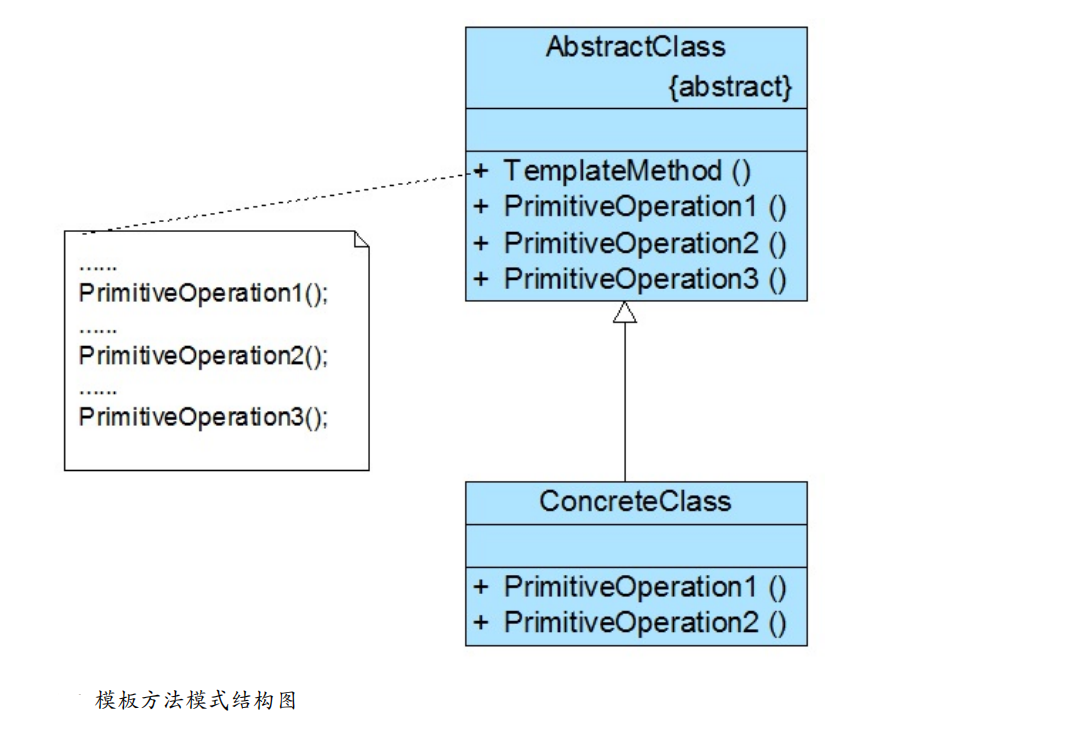 AbstractClass
{abstract}
+ TemplateMethod ()
+ PrimitiveOperation1 ()
+ PrimitiveOperation2 ()
+ PrimitiveOperation3 ()
......
PrimitiveOperation1();
......
PrimitiveOperation2();
......
PrimitiveOperation3();
ConcreteClass
+ PrimitiveOperation1 ()
+ PrimitiveOperation2 ()
模板方法模式结构图